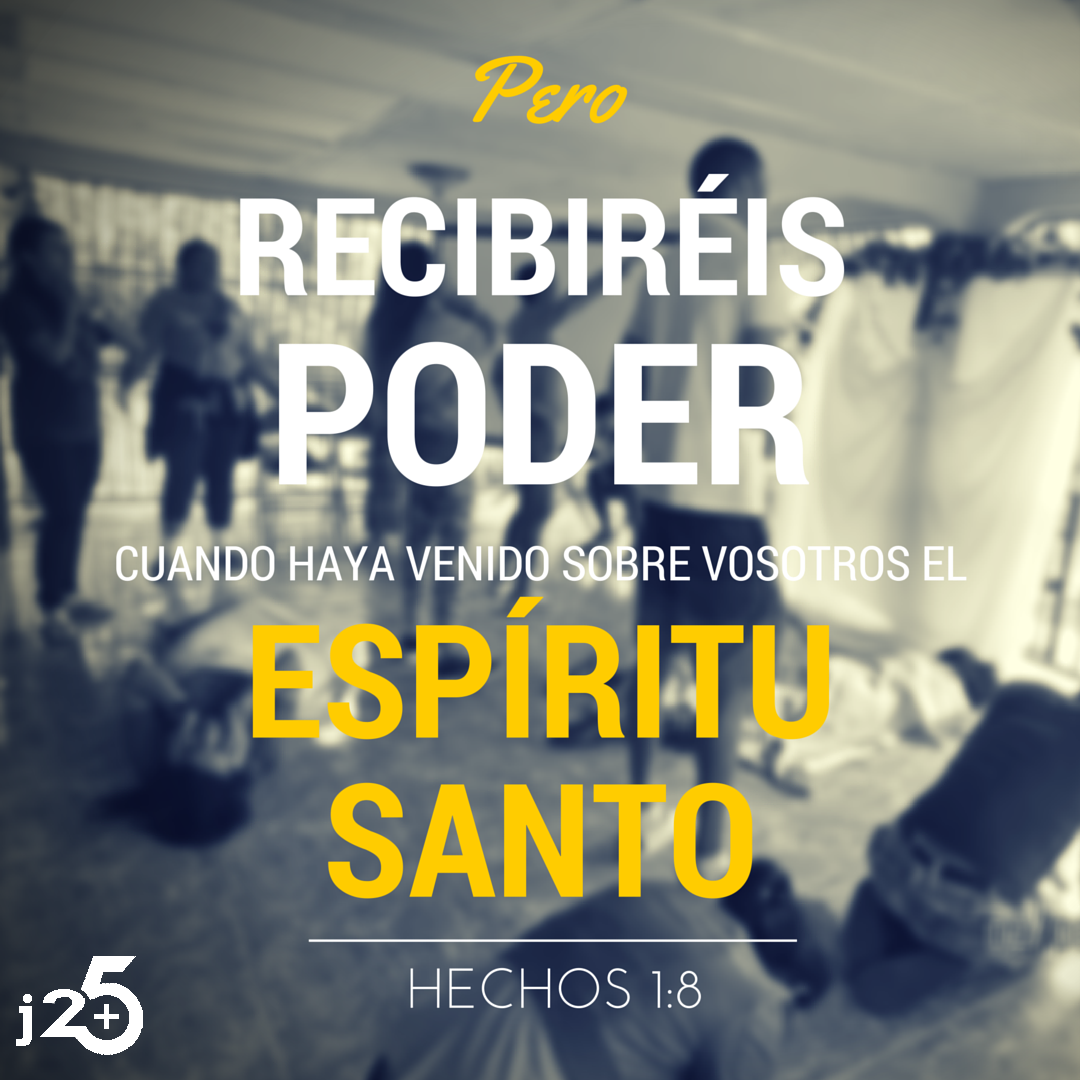 Pero
RECIBIRÉIS
PODER
CUANDO HAYA VENIDO SOBRE VOSOTROS EL
ESPÍRITU
SANTO
HECHOS 1:8
j25+